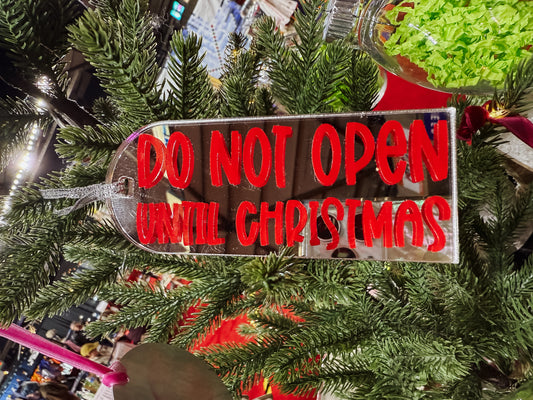 DO NOT OPEN
UNTIL CHRISTMAS